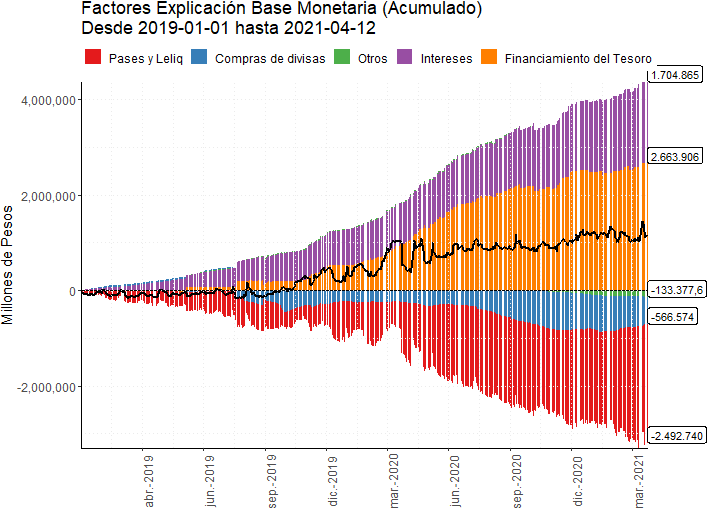 Factores Explicación Base Monetaria (Acumulado)
Desde 2019-01-01 hasta 2021-04-12
Pases y Leliq Compras de divisas Otros Intereses Financiamiento del Tesoro
1.704.865
4,000,000
2.663.906
2,000,000
Millones de Pesos
0
-133.377,6
-566.574
-2,000,000
-2.492.740
abr.-2019 jun.-2019 sep.-2019 dic.-2019 mar.-2020 jun.-2020 sep.-2020 dic.-2020 mar.-2021